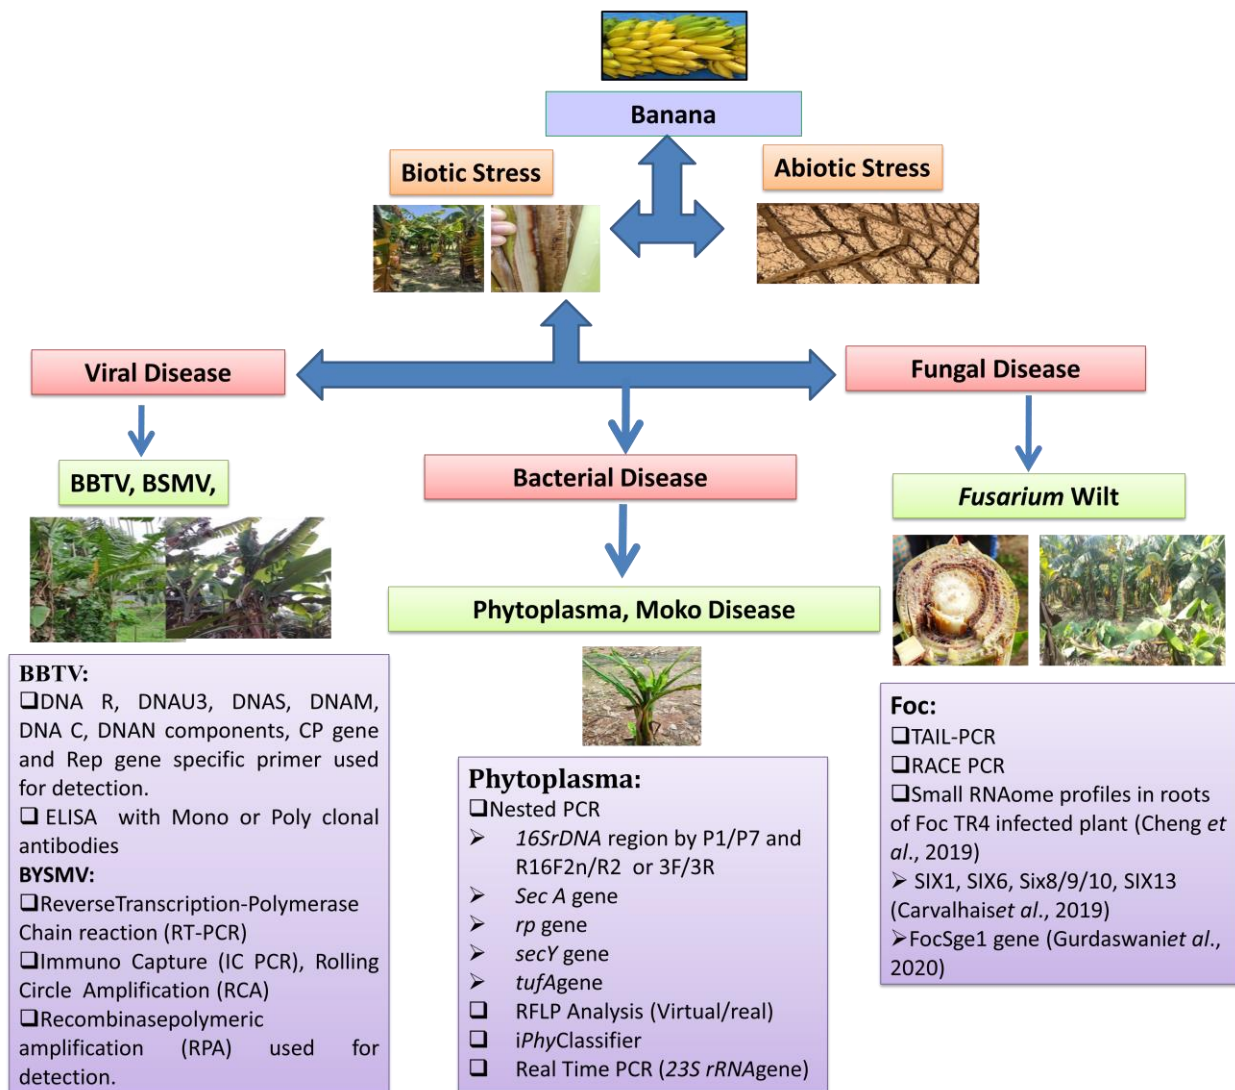 Banana
Biotic Stress
Abiotic Stress
Viral Disease
Fungal Disease
Bacterial Disease
BBTV, BSMV,
Fusarium Wilt
Phytoplasma, Moko Disease
BBTV:
❑DNA R, DNAU3, DNAS, DNAM,
DNA C, DNAN components, CP gene
and Rep gene specific primer used
for detection.
❑ ELISA with Mono or Poly clonal
antibodies
BYSMV:
❑ReverseTranscription-Polymerase
Chain reaction (RT-PCR)
❑Immuno Capture (IC PCR), Rolling
Circle Amplification (RCA)
❑Recombinasepolymeric
amplification (RPA) used for
detection.
Phytoplasma:
❑Nested PCR
➢ 16SrDNA region by P1/P7 and
R16F2n/R2 or 3F/3R
➢ Sec A gene
➢ rp gene
➢ secY gene
➢ tufAgene
❑ RFLP Analysis (Virtual/real)
❑ iPhyClassifier
❑ Real Time PCR (23S rRNAgene)
Foc:
❑TAIL-PCR
❑RACE PCR
❑Small RNAome profiles in roots
of Foc TR4 infected plant (Cheng et
al., 2019)
➢ SIX1, SIX6, Six8/9/10, SIX13
(Carvalhaiset al., 2019)
➢FocSge1 gene (Gurdaswaniet al.,
2020)